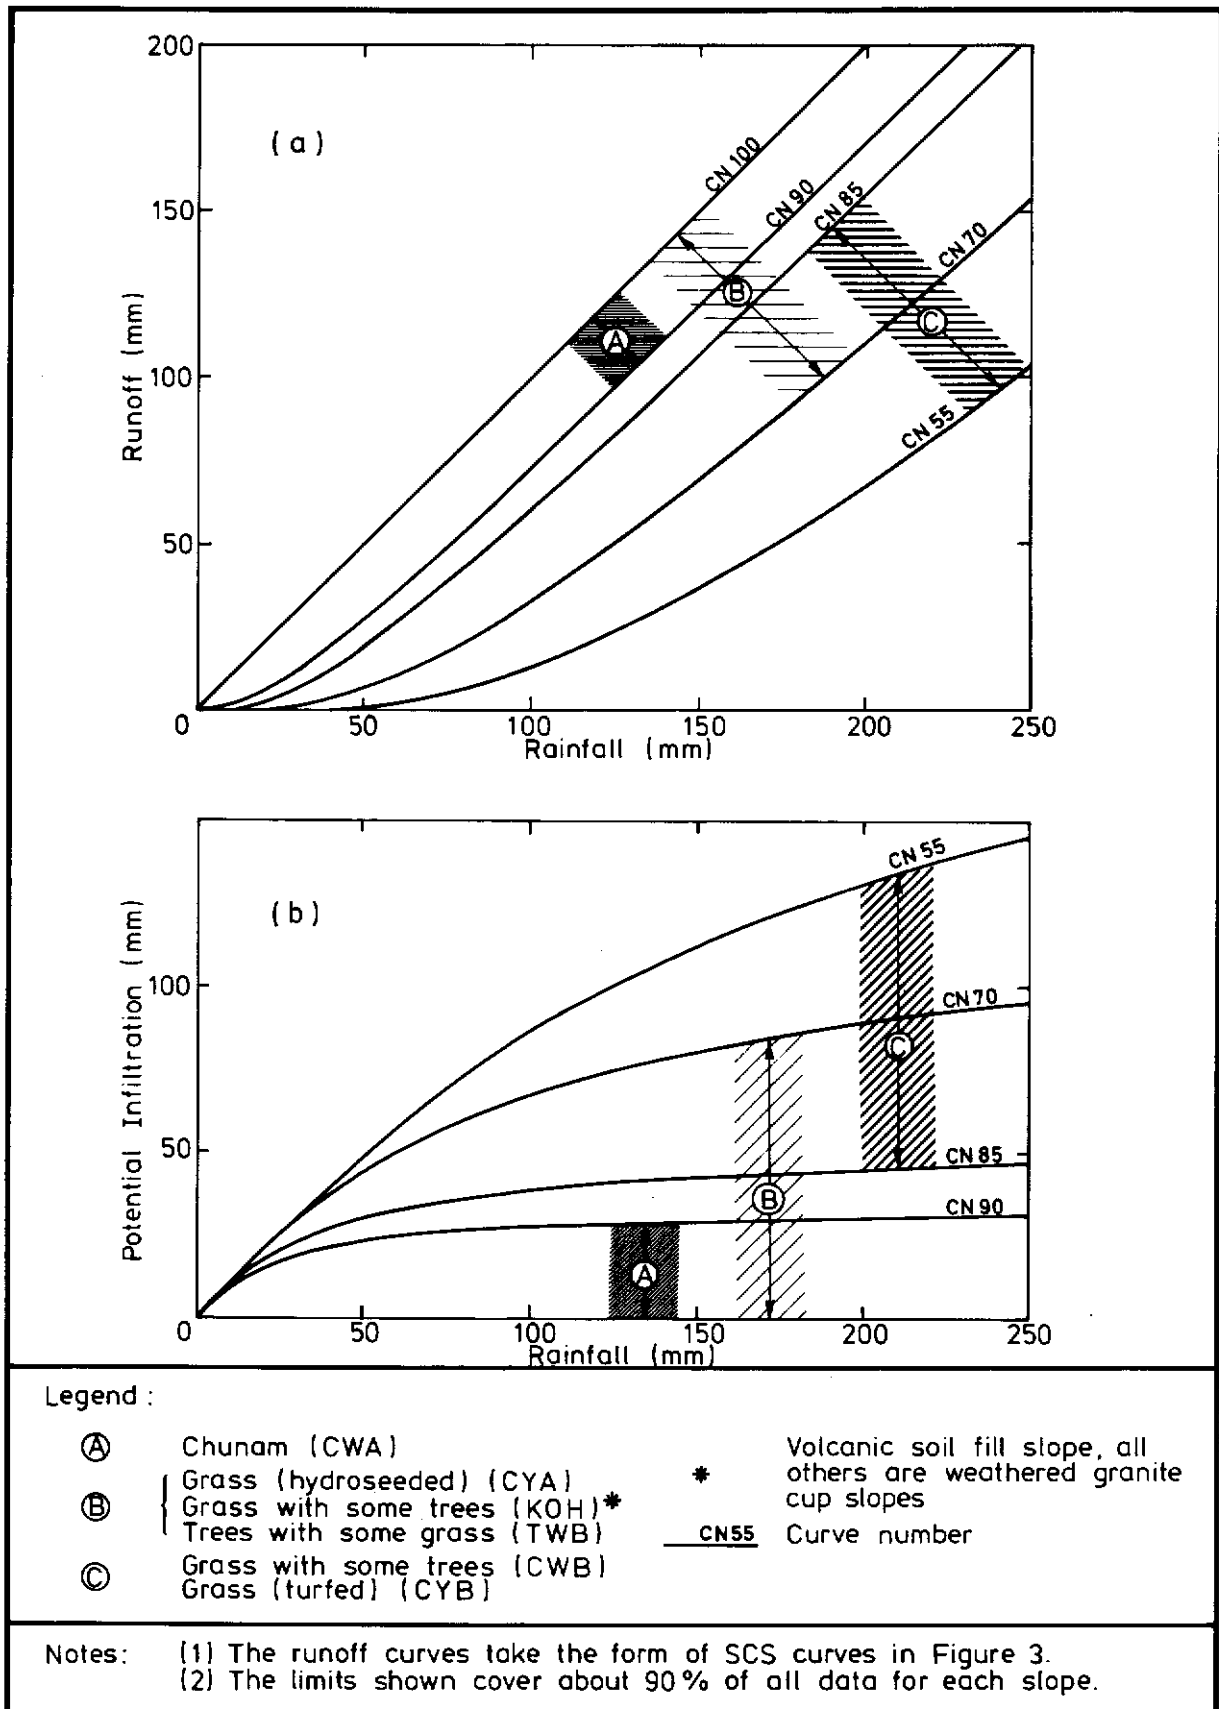 200
(a)
CN 100
CN 90
CN 85
150
CN 70
B
C
A
Runoff (mm)
100
CN 55
50
0
50
100
150
200
250
Rainfall (mm)
CN 55
(b)
Potential Infiltration (mm)
100
CN 70
C
50
CN 85
B
CN 90
A
0
50
100
150
200
250
Rainfall (mm)
Legend :
A Chunam (CWA)
B Grass (hydroseeded) (CYA)
Grass with some trees (KOH)*
Trees with some grass (TWB)
C Grass with some trees (CWB)
Grass (turfed) (CYB)
* Volcanic soil fill slope, all
others are weathered granite
cup slopes
CN55 Curve number
Notes: (1) The runoff curves take the form of SCS curves in Figure 3.
(2) The limits shown cover about 90% of all data for each slope.